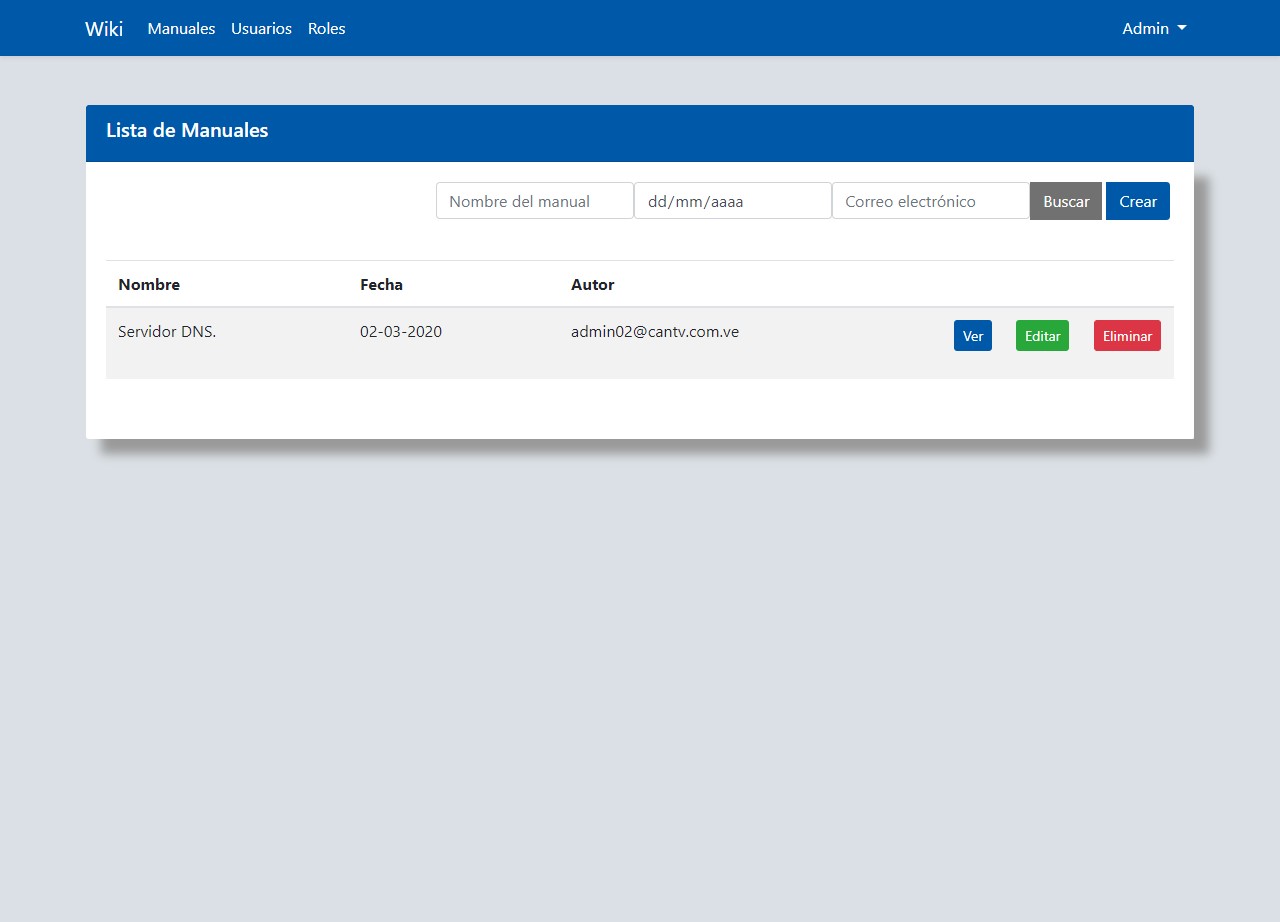 Wiki Manuales Usuarios Roles Admin
Lista de Manuales
Nombre del manual dd/mm/aaaa Correo electrónico Buscar Crear
Nombre Fecha Autor
Servidor DNS. 02-03-2020 admin02@cantv.com.ve Ver Editar Eliminar